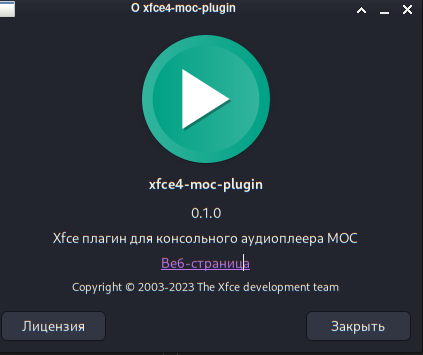 О xfce4-moc-plugin
xfce4-moc-plugin
0.1.0
Xfce плагин для консольного аудиоплеера MOC
Веб-страница
Copyright © 2003-2023 The Xfce development team
Лицензия
Закрыть